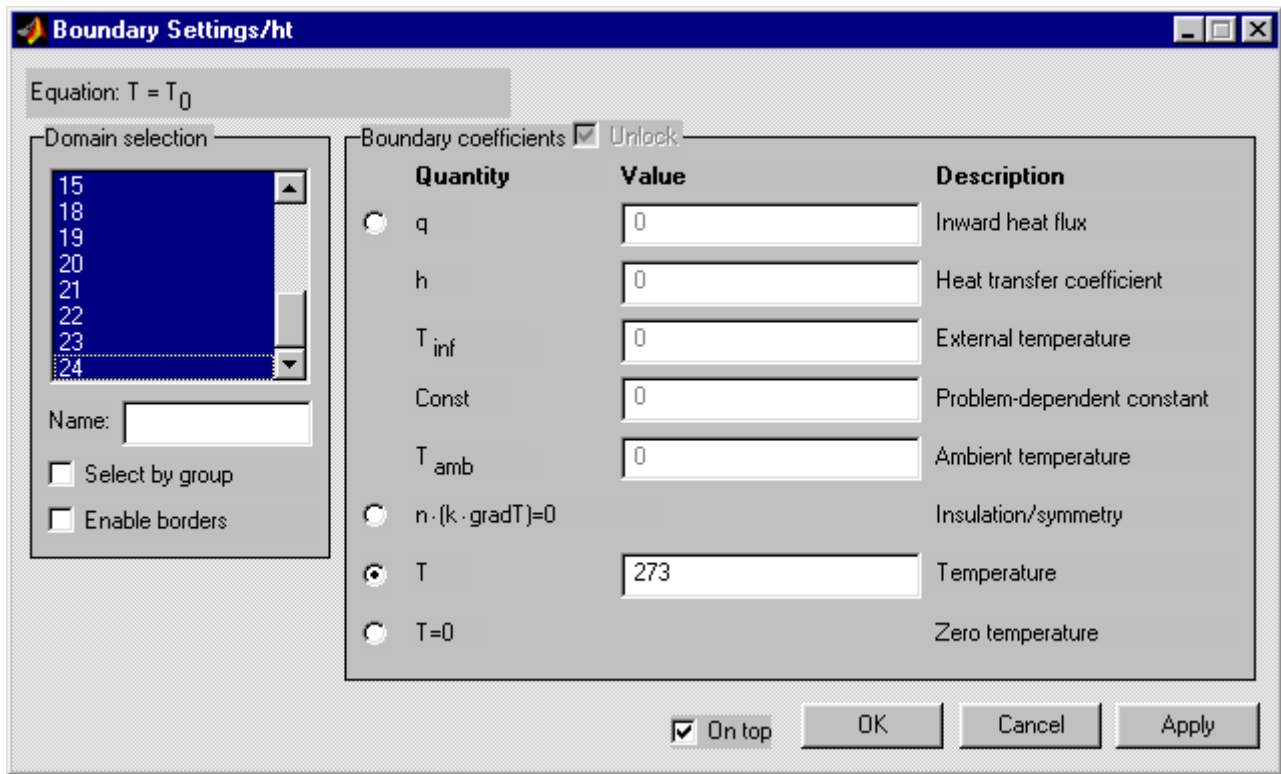 Boundary Settings/ht
Equation: T = T0
Domain selection
15
18
19
20
21
22
23
24
Name:
Select by group
Enable borders
Boundary coefficients Unlock
Quantity Value Description
q 0 Inward heat flux
h 0 Heat transfer coefficient
T inf 0 External temperature
Const 0 Problem-dependent constant
T amb 0 Ambient temperature
n·(k·gradT)=0 Insulation/symmetry
T 273 Temperature
T=0 Zero temperature
On top OK Cancel Apply